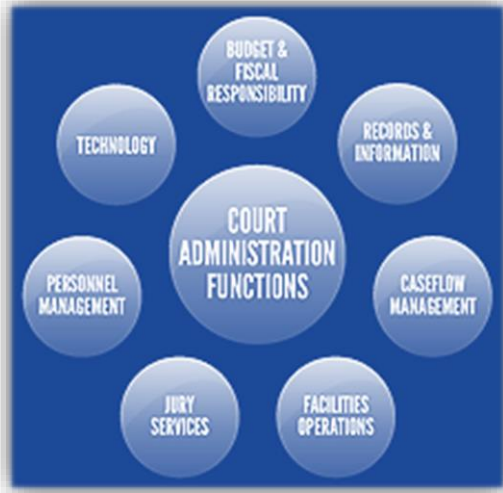 BUDGET &
FISCAL
RESPONSIBILITY
TECHNOLOGY
RECORDS &
INFORMATION
COURT
ADMINISTRATION
FUNCTIONS
PERSONNEL
MANAGEMENT
CASEFLOW
MANAGEMENT
JURY
SERVICES
FACILITIES
OPERATIONS